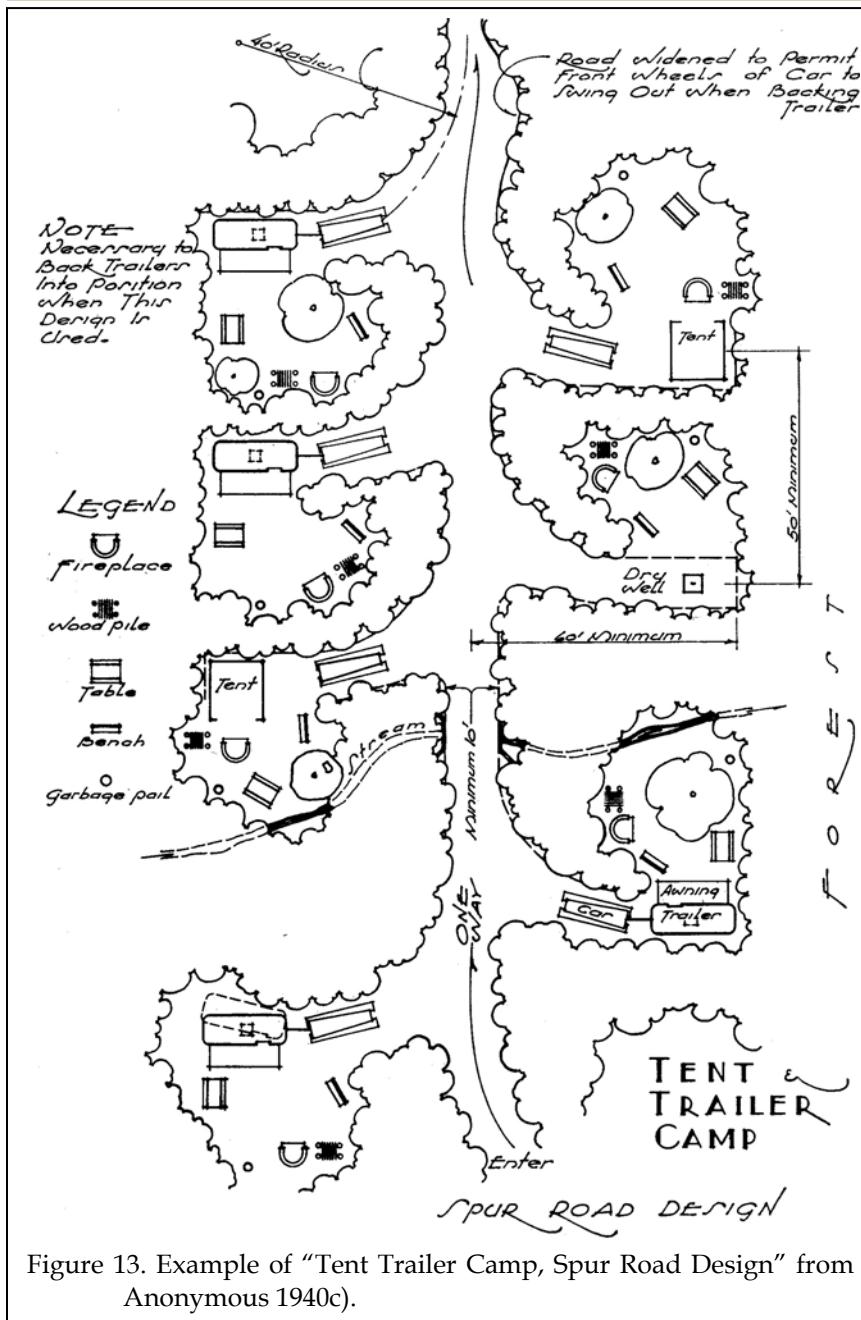 40' Radius
Road Widened to Permit
Front Wheels of Car to
Swing Out When Backing
Trailer
NOTE
Necessary to
Back Trailers
Into Position
When This
Design Is
Used.
Tent
50' Minimum
LEGEND
Fireplace
Wood pile
Table
Bench
Garbage pail
Dry
Well
60' Minimum
Tent
Stream
Minimum 10'
FOREST
ONE
WAY
Awning
Car
Trailer
TENT &
TRAILER
CAMP
Enter
SPUR ROAD DESIGN
Figure 13. Example of “Tent Trailer Camp, Spur Road Design” from
Anonymous 1940c).